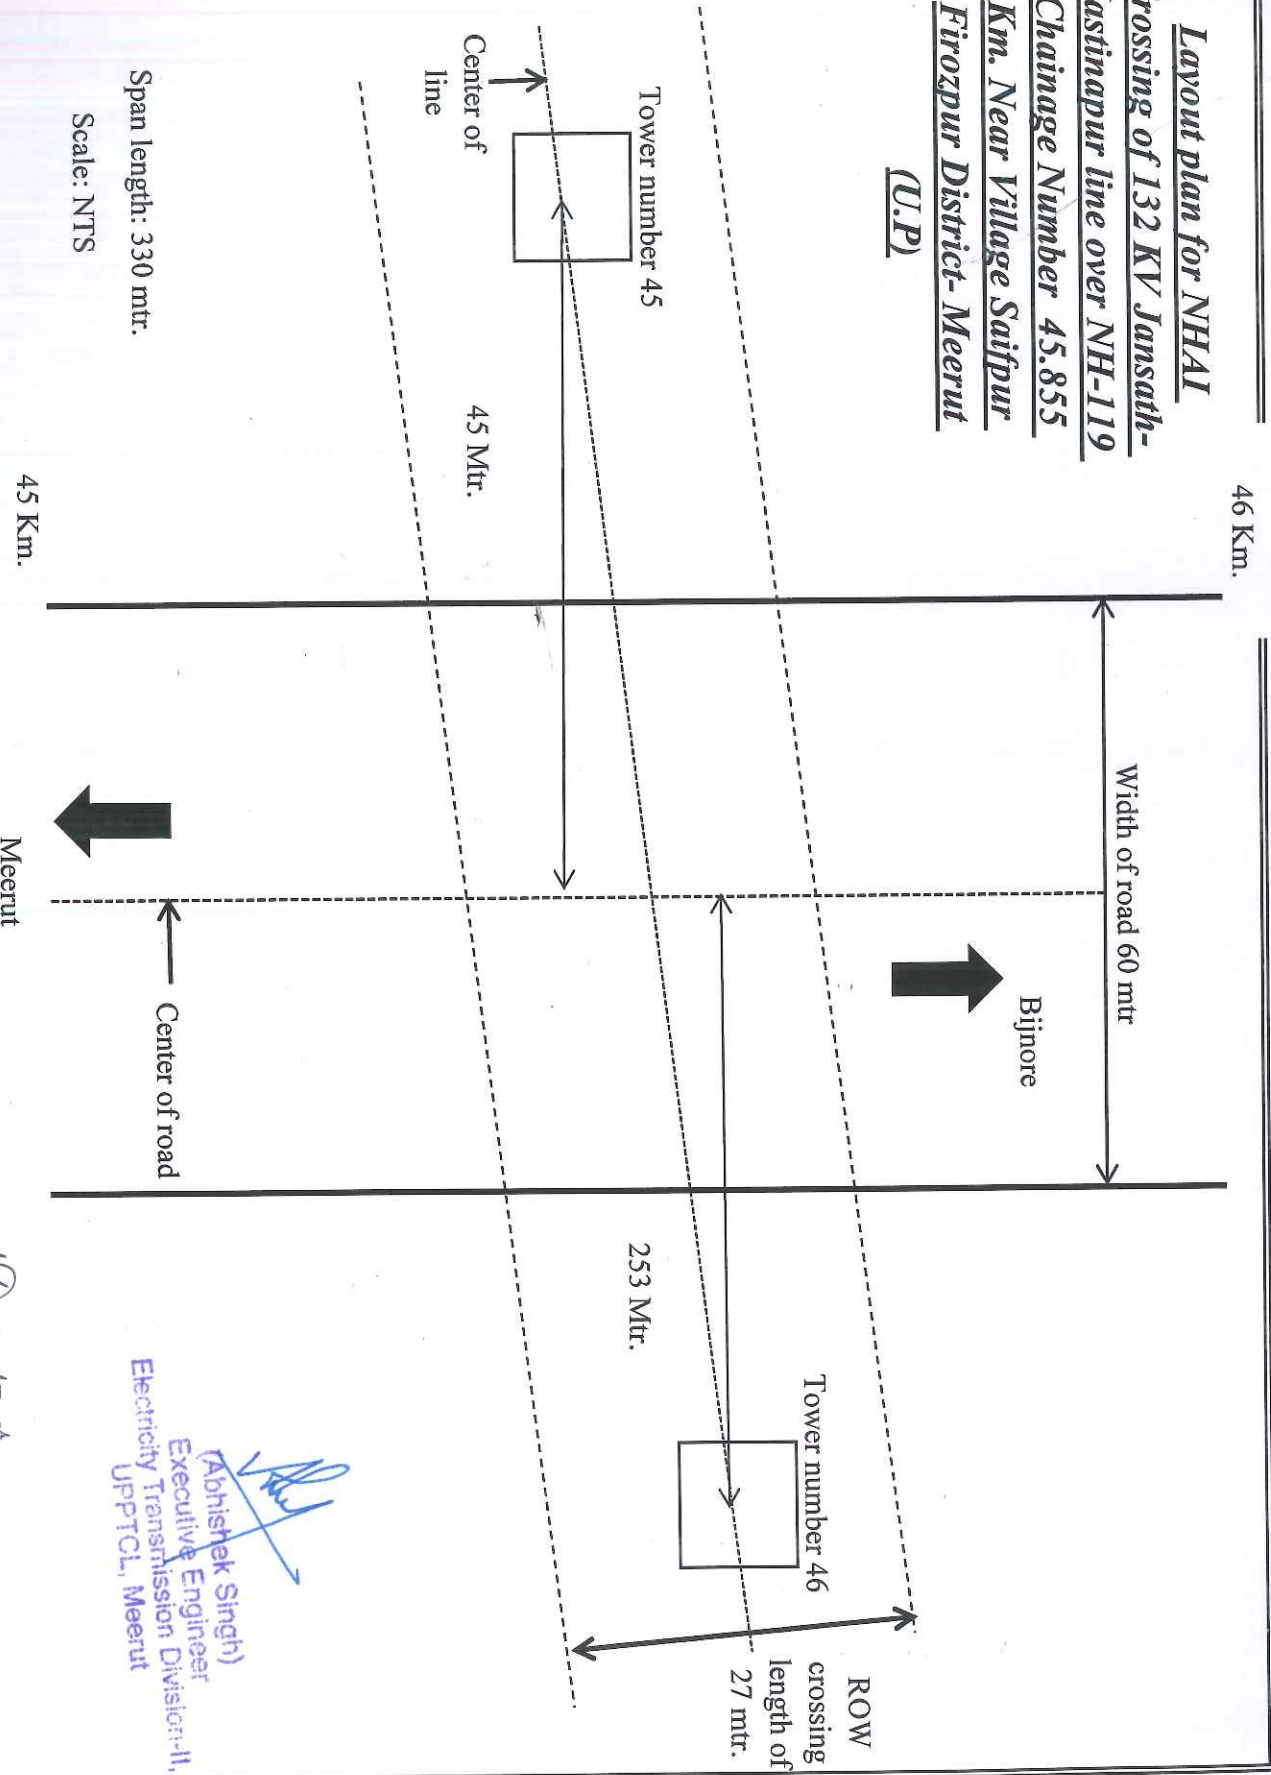 Layout plan for NHAI
rossing of 132 KV Jansath-
astinapur line over NH-119
Chainage Number 45.855
Km. Near Village Saifpur
Firozpur District- Meerut
(U.P)
46 Km.
Width of road 60 mtr
Bijnore
Tower number 45
Center of
line
45 Mtr.
253 Mtr.
Tower number 46
ROW
crossing
length of
27 mtr.
Span length: 330 mtr.
Scale: NTS
Center of road
45 Km.
Meerut
(Abhishek Singh)
Executive Engineer
Electricity Transmission Division-II,
UPPTCL, Meerut